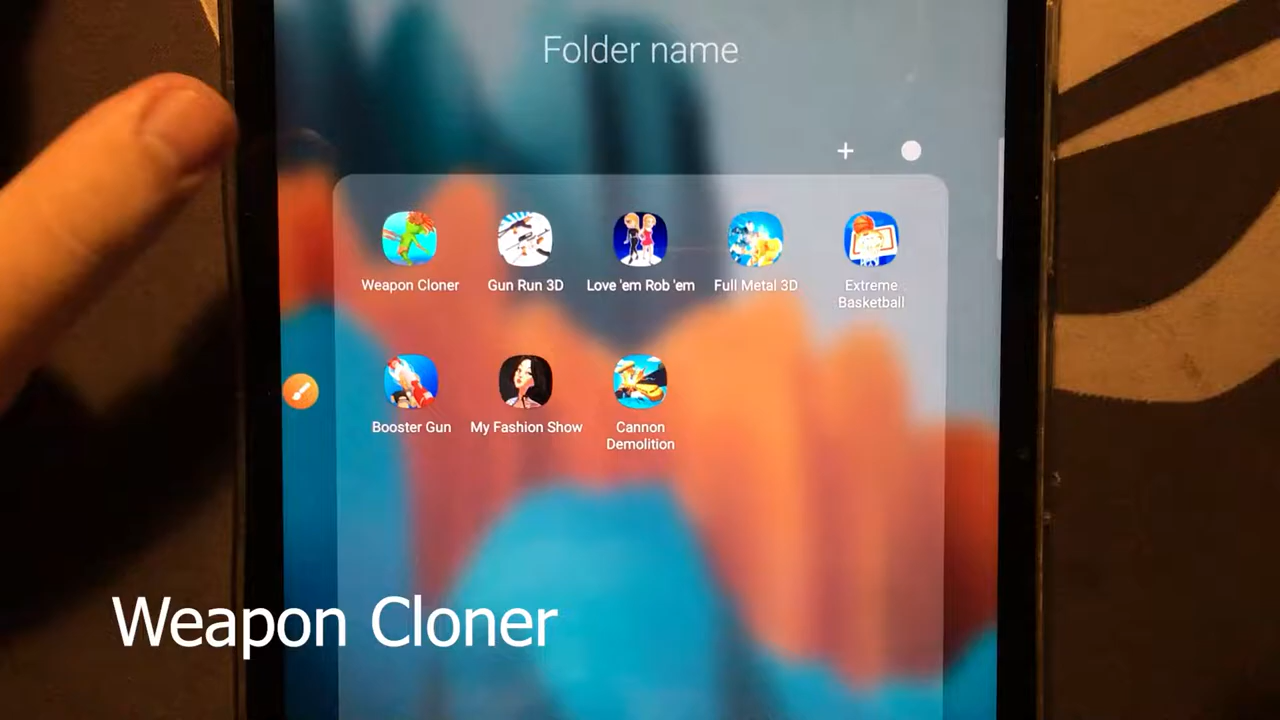 Folder name
Weapon Cloner
Gun Run 3D
Love 'em Rob 'em
Full Metal 3D
Extreme
Basketball
Booster Gun
My Fashion Show
Cannon
Demolition
Weapon Cloner